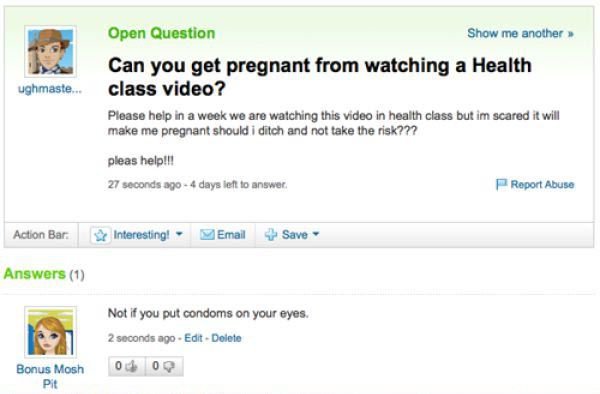 Open Question
Show me another »
Can you get pregnant from watching a Health
class video?
ughmaste...
Please help in a week we are watching this video in health class but im scared it will
make me pregnant should i ditch and not take the risk???
pleas help!!!
27 seconds ago - 4 days left to answer.
Report Abuse
Action Bar:
Interesting!
Email
Save
Answers (1)
Not if you put condoms on your eyes.
2 seconds ago - Edit - Delete
Bonus Mosh
Pit
0
0